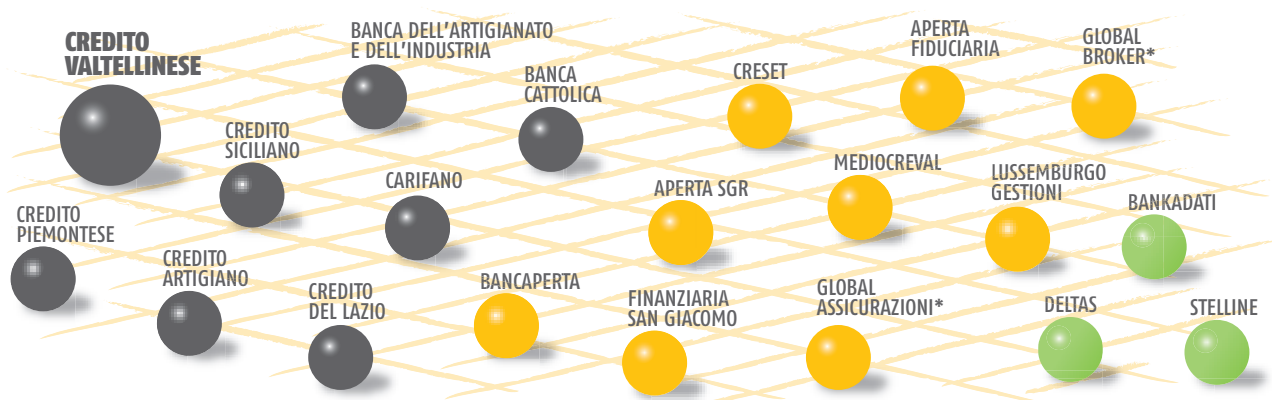 CREDITO
VALTELLINESE
BANCA DELL'ARTIGIANATO
E DELL'INDUSTRIA
BANCA
CATTOLICA
CRESET
APERTA
FIDUCIARIA
GLOBAL
BROKER*
CREDITO
SICILIANO
CARIFANO
APERTA SGR
MEDIOCREVAL
LUSSEMBURGO
GESTIONI
BANKADATI
CREDITO
PIEMONTESE
CREDITO
ARTIGIANO
CREDITO
DEL LAZIO
BANCAPERTA
FINANZIARIA
SAN GIACOMO
GLOBAL
ASSICURAZIONI*
DELTAS
STELLINE